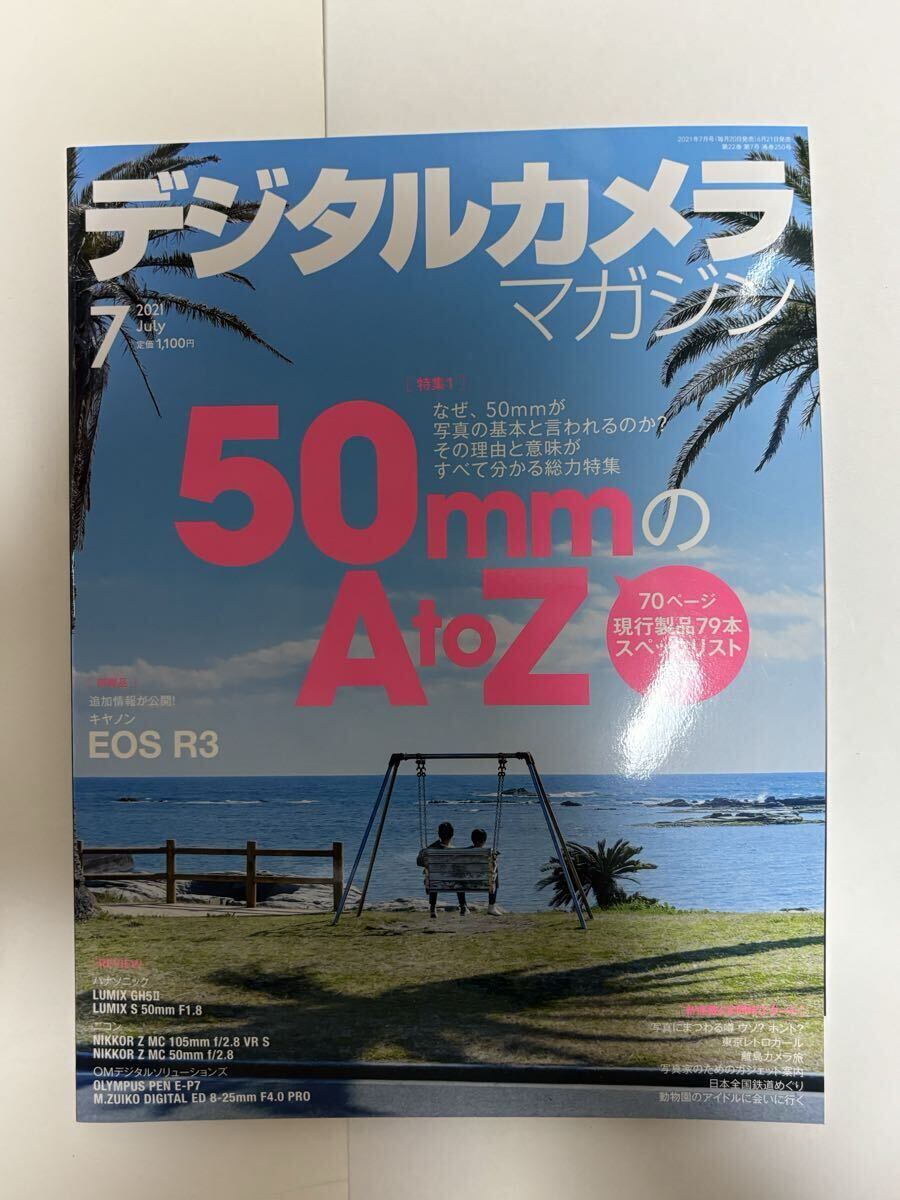 2021年7月号(毎月20日発売)6月21日発売
第22巻 第7号 通巻250号
デジタルカメラ
マガジン
7
2021
July
定価1,100円
[特集1]
なぜ、50mmが
写真の基本と言われるのか?
その理由と意味が
すべて分かる総力特集
50mmの
A to Z
70ページ
現行製品79本
スペックリスト
追加情報が公開!
キヤノン
EOS R3
REVIEW
パナソニック
LUMIX GH5II
LUMIX S 50mm F1.8
ニコン
NIKKOR Z MC 105mm f/2.8 VR S
NIKKOR Z MC 50mm f/2.8
OMデジタルソリューションズ
OLYMPUS PEN E-P7
M.ZUIKO DIGITAL ED 8-25mm F4.0 PRO
写真にまつわる噂 ウソ? ホント?
東京レトロガール
離島カメラ旅
写真家のためのガジェット案内
日本全国鉄道めぐり
動物園のアイドルに会いに行く